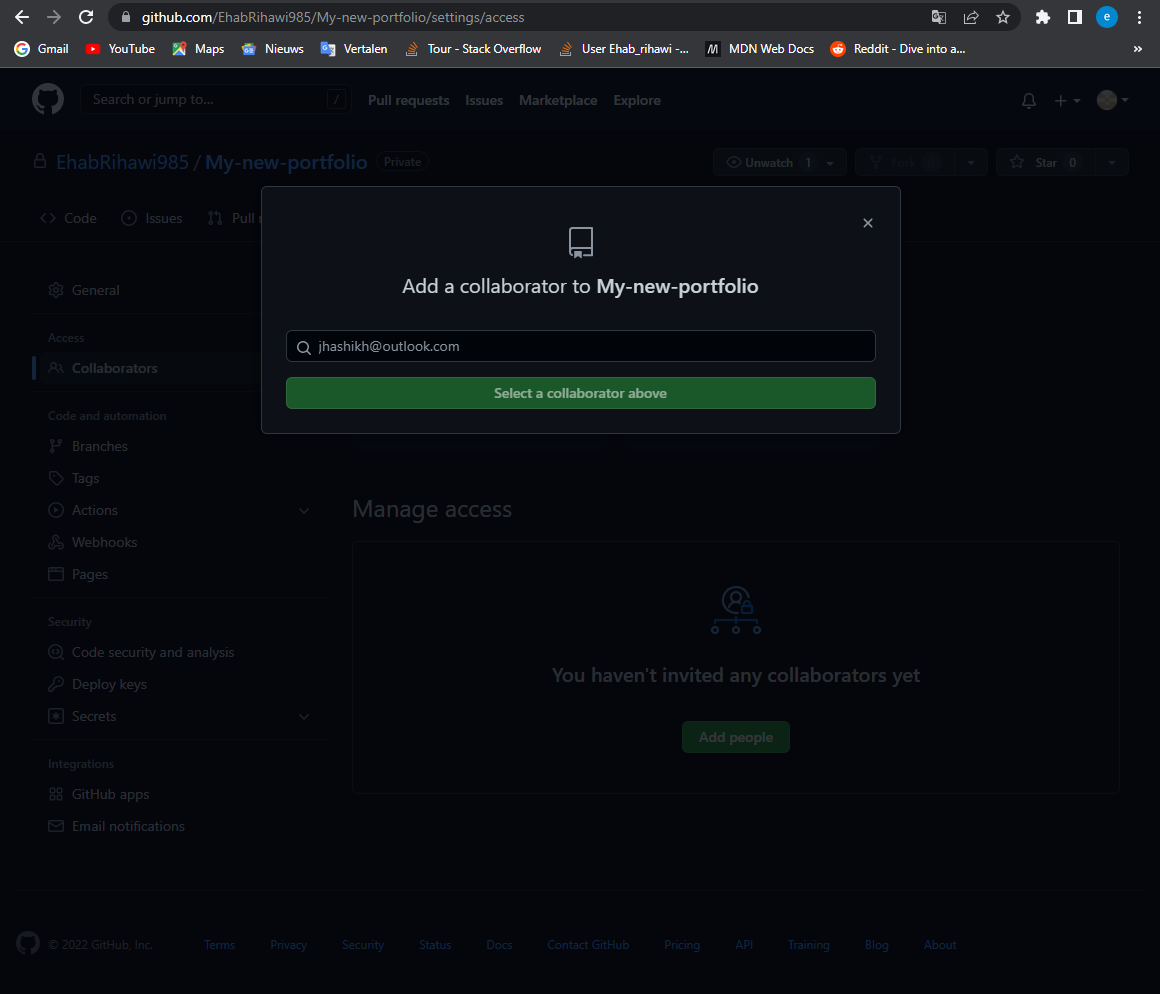 github.com/EhabRihawi985/My-new-portfolio/settings/access
e
Gmail YouTube Maps Nieuws Vertalen Tour - Stack Overflow User Ehab_rihawi -... MDN Web Docs Reddit - Dive into a... »
Search or jump to... / Pull requests Issues Marketplace Explore
EhabRihawi985 / My-new-portfolio Private Unwatch 1 Fork Star 0
Code Issues Pull
Add a collaborator to My-new-portfolio
jhashikh@outlook.com
Select a collaborator above
General
Access
Collaborators
Code and automation
Branches
Tags
Actions
Webhooks
Pages
Security
Code security and analysis
Deploy keys
Secrets
Integrations
GitHub apps
Email notifications
Manage access
You haven't invited any collaborators yet
Add people
© 2022 GitHub, Inc. Terms Privacy Security Status Docs Contact GitHub Pricing API Training Blog About